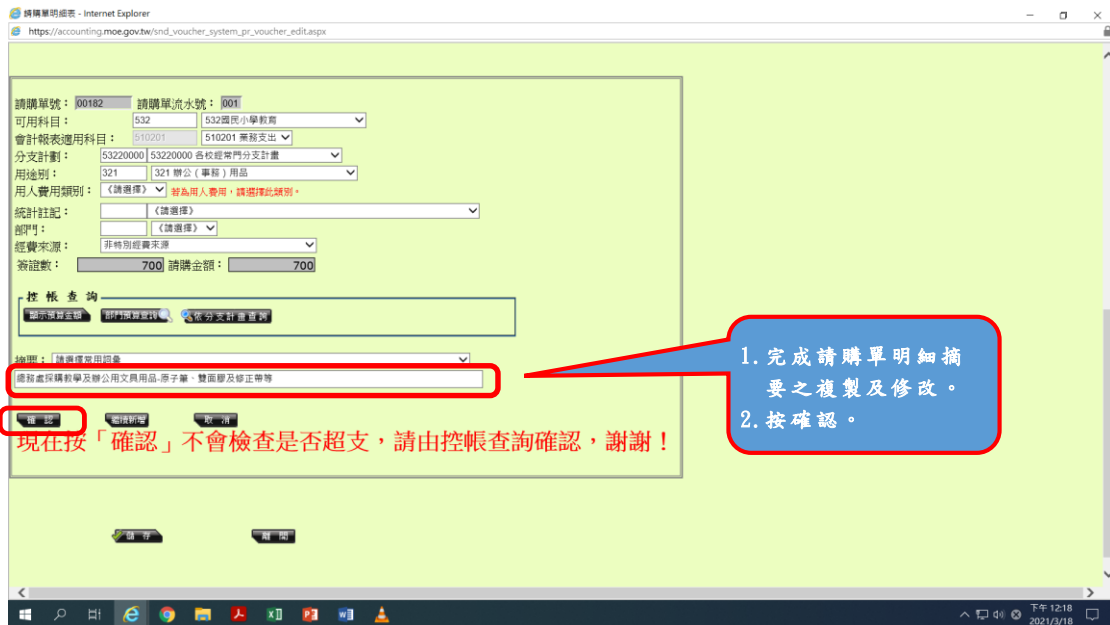 請購單明細表 - Internet Explorer
https://accounting.moe.gov.tw/snd_voucher_system_pr_voucher_edit.aspx
請購單號： 00182 請購單流水號： 001
可用科目： 532 532國民小學教育
會計報表適用科目： 510201 510201 業務支出
分支計劃： 53220000 53220000 各校經常門分支計畫
用途別： 321 321 辦公（事務）用品
用人費用類別： 《請選擇》 若為用人費用，請選擇此類別。
統計註記： 《請選擇》
部門： 《請選擇》
經費來源： 非特別經費來源
簽證數： 700 請購金額： 700
控帳查詢
顯示預算金額 部門預算查詢 依分支計畫查詢
摘要： 請選擇常用詞彙
總務處採購教學及辦公用文具用品-原子筆、雙面膠及修正帶等
確 認 繼續新增 取 消
現在按「確認」不會檢查是否超支，請由控帳查詢確認，謝謝！
儲 存 離 開
1. 完成請購單明細摘
要之複製及修改。
2. 按確認。
下午 12:18
2021/3/18